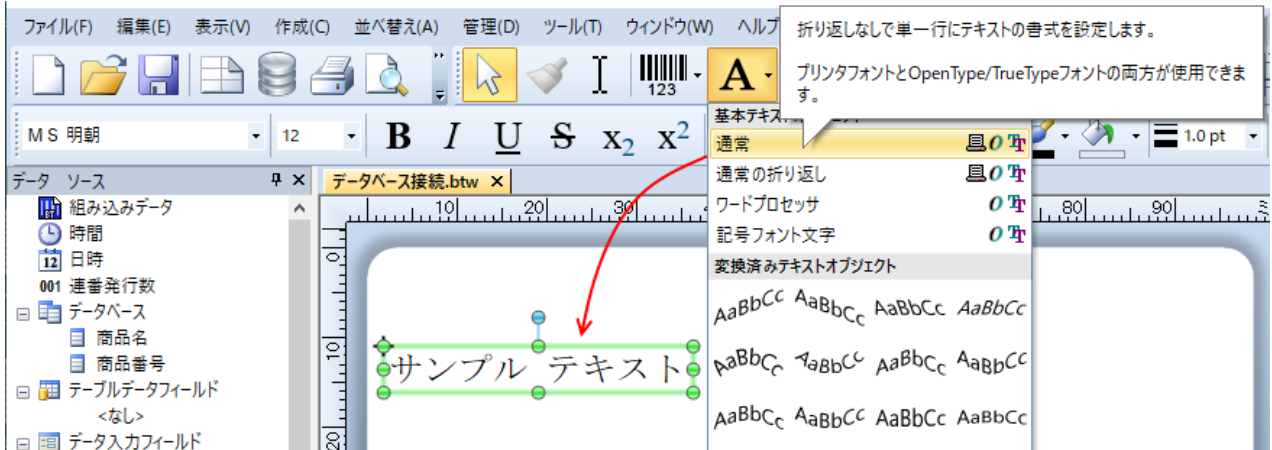 ファイル(F) 編集(E) 表示(V) 作成(C) 並べ替え(A) 管理(D) ツール(T) ウィンドウ(W) ヘルプ
折り返しなしで単一行にテキストの書式を設定します。
プリンタフォントとOpenType/TrueTypeフォントの両方が使用できま
す。
123
A
基本テキス
MS 明朝 12 B I U S X2 X2 1.0 pt
通常
通常の折り返し
ワードプロセッサ
記号フォント文字
変換済みテキストオブジェクト
AaBbCc AaBbCc AaBbCc AaBbCc
AaBbCc AaBbCc AaBbCc AaBbCc
AaBbCc AaBbCc AaBbCc AaBbCc
データ ソース
組み込みデータ
時間
12 日時
001 連番発行数
データベース
商品名
商品番号
テーブルデータフィールド
<なし>
データ入力フィールド
データベース接続.btw
10 20 30 80 90
0
10
20
サンプル テキスト